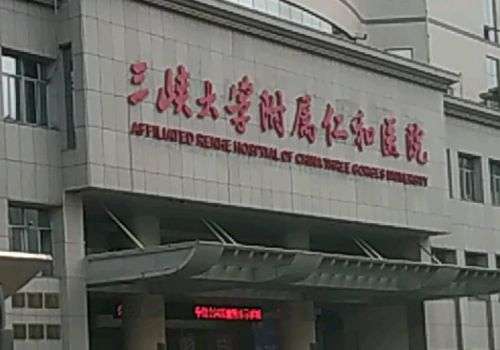 三峡大学附属仁和医院
AFFILIATED RENHE HOSPITAL OF CHINA THREE GORGES UNIVERSITY